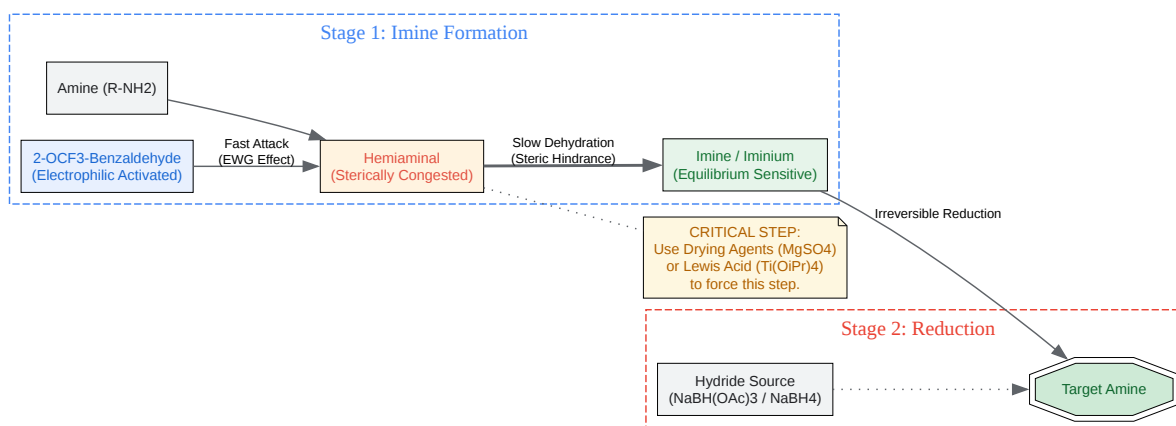 Stage 1: Imine Formation
Amine (R-NH2)
2-OCF3-Benzaldehyde
(Electrophilic Activated)
Fast Attack
(EWG Effect)
Hemiaminal
(Sterically Congested)
Slow Dehydration
(Steric Hindrance)
Imine / Iminium
(Equilibrium Sensitive)
Irreversible Reduction
CRITICAL STEP:
Use Drying Agents (MgSO4)
or Lewis Acid (Ti(OiPr)4)
to force this step.
Stage 2: Reduction
Hydride Source
(NaBH(OAc)3 / NaBH4)
Target Amine